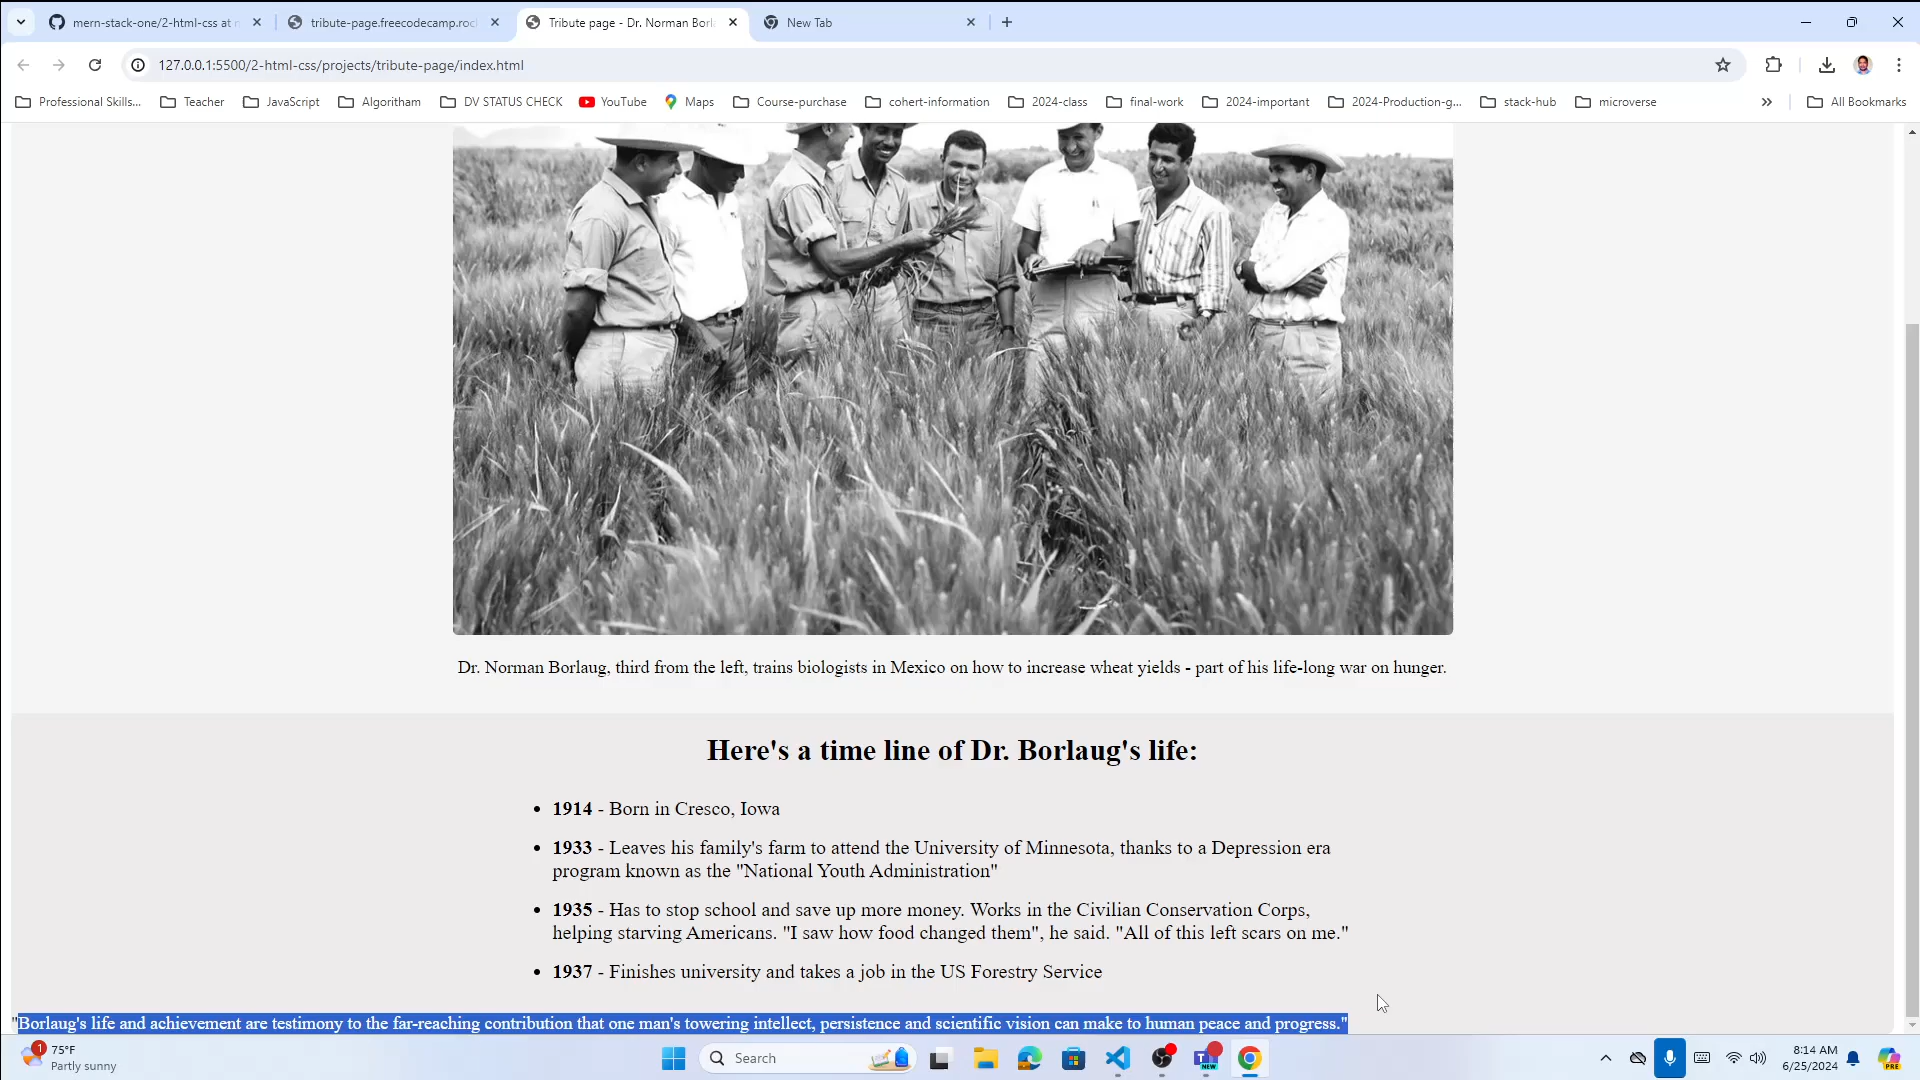 mern-stack-one/2-html-css at m
tribute-page.freecodecamp.roc
Tribute page - Dr. Norman Borla
New Tab
127.0.0.1:5500/2-html-css/projects/tribute-page/index.html
Professional Skills...
Teacher
JavaScript
Algoritham
DV STATUS CHECK
YouTube
Maps
Course-purchase
cohert-information
2024-class
final-work
2024-important
2024-Production-g...
stack-hub
microverse
All Bookmarks
Dr. Norman Borlaug, third from the left, trains biologists in Mexico on how to increase wheat yields - part of his life-long war on hunger.
Here's a time line of Dr. Borlaug's life:
• 1914 - Born in Cresco, Iowa
• 1933 - Leaves his family's farm to attend the University of Minnesota, thanks to a Depression era
program known as the "National Youth Administration"
• 1935 - Has to stop school and save up more money. Works in the Civilian Conservation Corps,
helping starving Americans. "I saw how food changed them", he said. "All of this left scars on me."
• 1937 - Finishes university and takes a job in the US Forestry Service
"Borlaug's life and achievement are testimony to the far-reaching contribution that one man's towering intellect, persistence and scientific vision can make to human peace and progress."
1
75°F
Partly sunny
Search
NEW
8:14 AM
6/25/2024
PRE